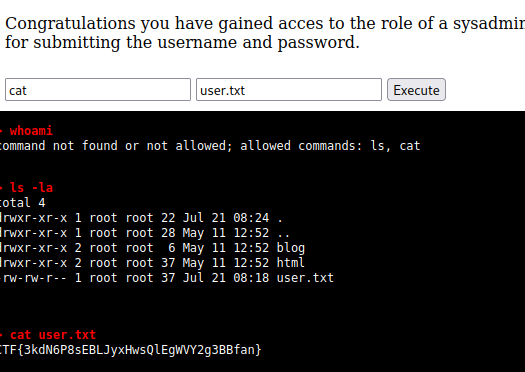 Congratulations you have gained acces to the role of a sysadmin
for submitting the username and password.
cat user.txt Execute
whoami
command not found or not allowed; allowed commands: ls, cat
ls -la
total 4
drwxr-xr-x 1 root root 22 Jul 21 08:24 .
drwxr-xr-x 1 root root 28 May 11 12:52 ..
drwxr-xr-x 2 root root 6 May 11 12:52 blog
drwxr-xr-x 2 root root 37 May 11 12:52 html
-rw-rw-r-- 1 root root 37 Jul 21 08:18 user.txt
cat user.txt
CTF{3kdN6P8sEBLJyxHwsQlEgWVY2g3BBfan}